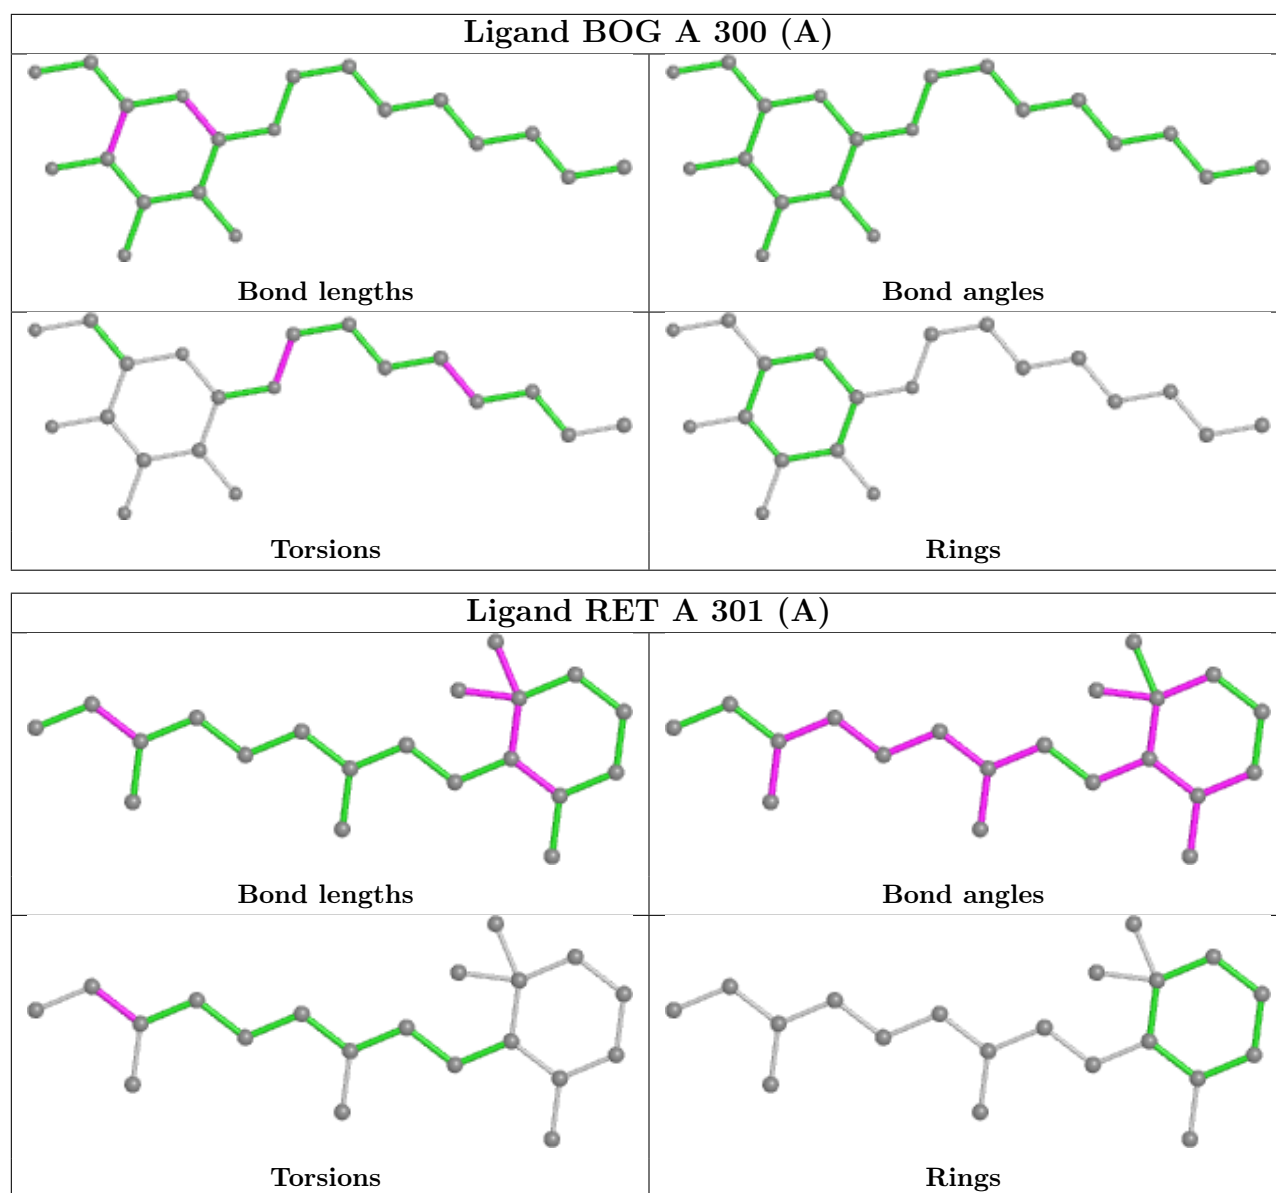 Ligand BOG A 300 (A)
Bond lengths
Bond angles
Torsions
Rings
Ligand RET A 301 (A)
Bond lengths
Bond angles
Torsions
Rings